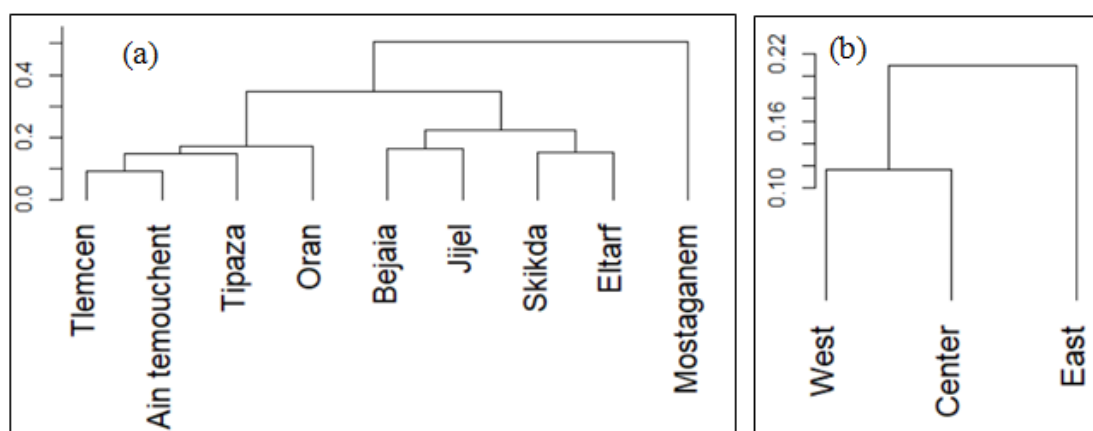 (a)
0.4
0.2
0.0
Tlemcen
Ain temouchent
Tipaza
Oran
Bejaia
Jijel
Skikda
Eltarf
Mostaganem
(b)
0.22
0.16
0.10
West
Center
East